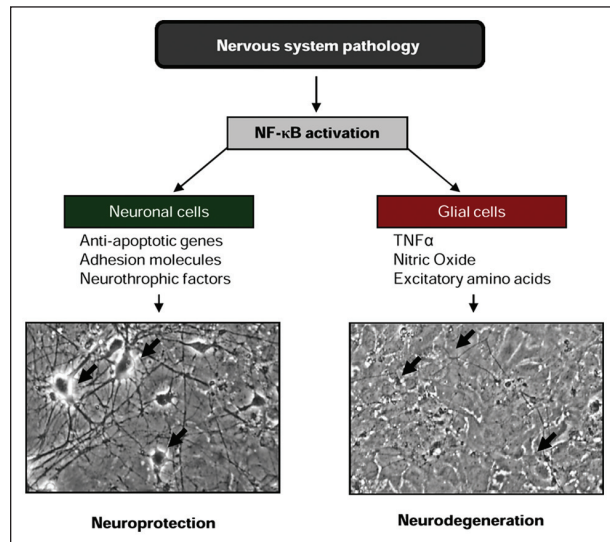 Nervous system pathology
NF-κB activation
Neuronal cells
Anti-apoptotic genes
Adhesion molecules
Neurothrophic factors
Glial cells
TNFα
Nitric Oxide
Excitatory amino acids
Neuroprotection
Neurodegeneration